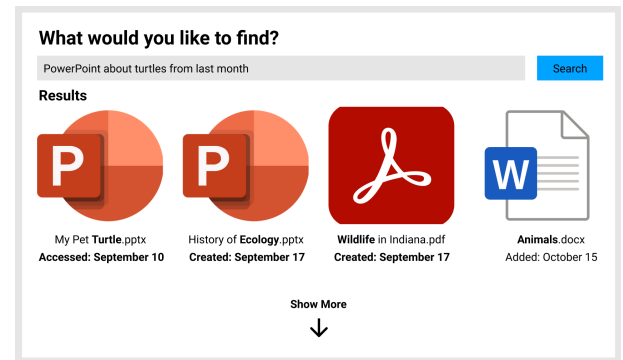 What would you like to find?
PowerPoint about turtles from last month
Search
Results
P
P
W
My Pet Turtle.pptx
Accessed: September 10
History of Ecology.pptx
Created: September 17
Wildlife in Indiana.pdf
Created: September 17
Animals.docx
Added: October 15
Show More